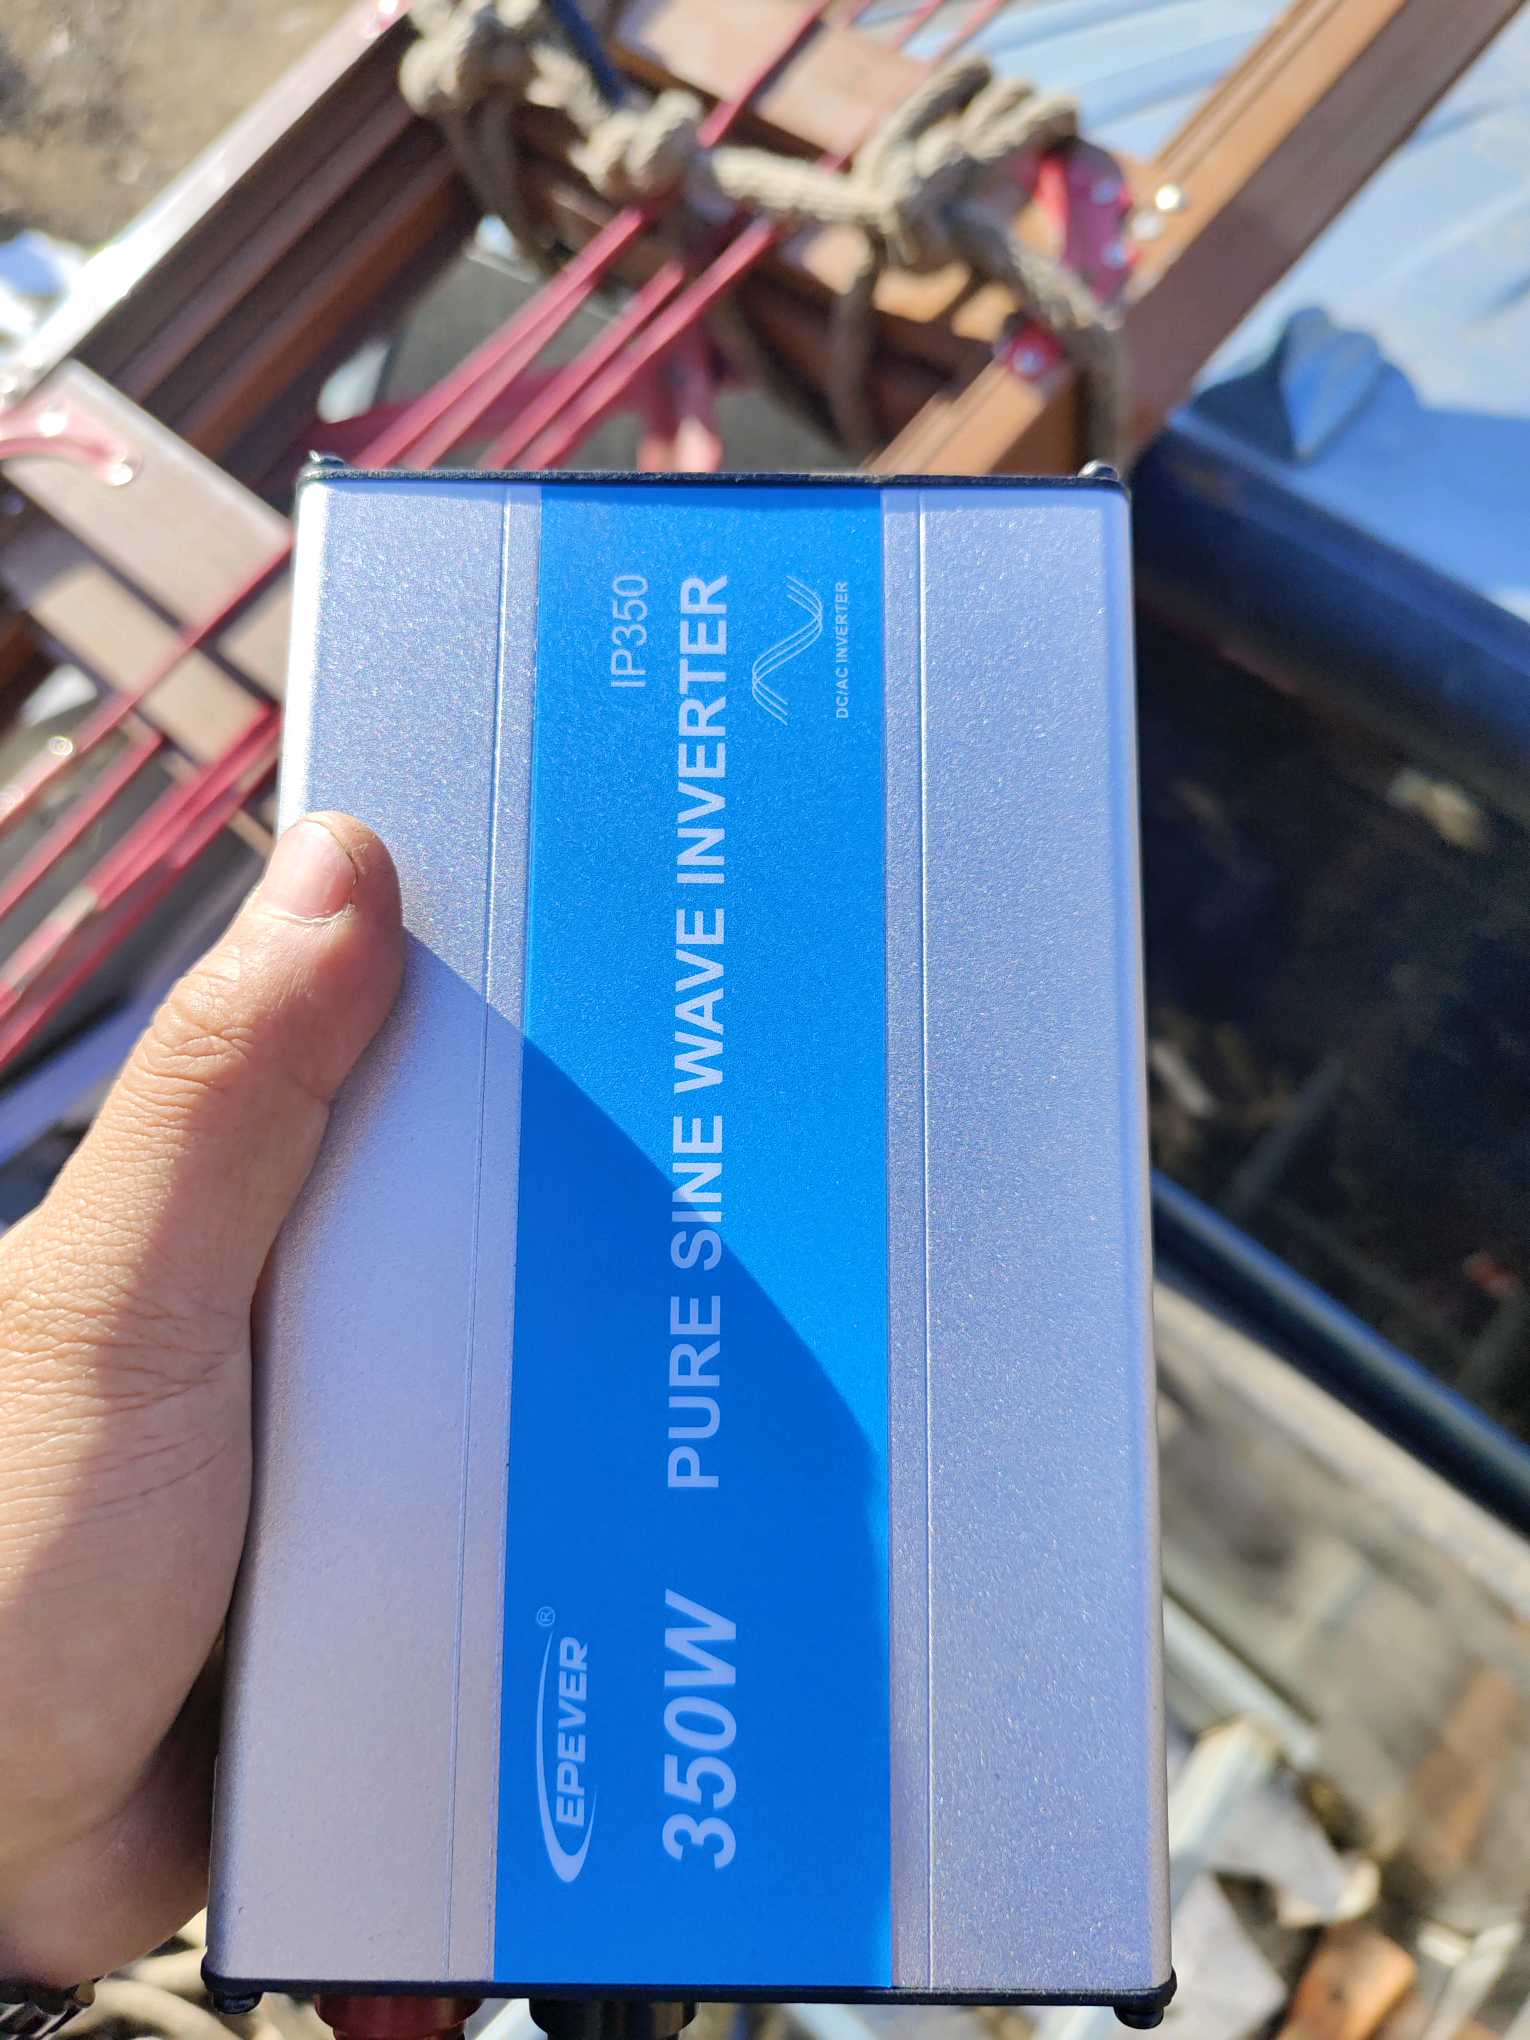 EPEVER®
IP350
350W PURE SINE WAVE INVERTER
DC/AC INVERTER